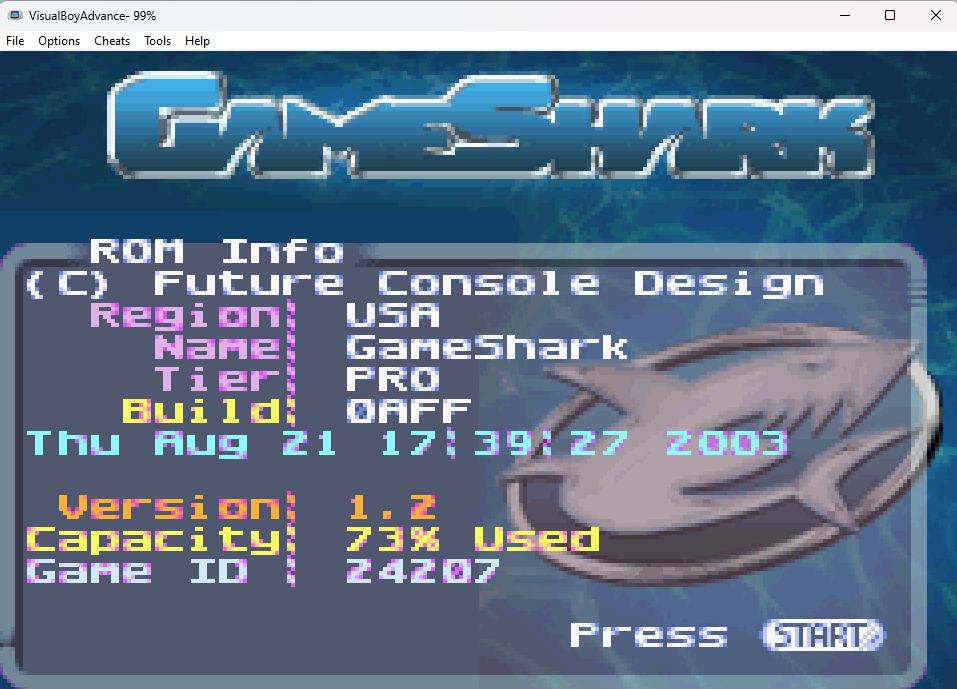 VisualBoyAdvance- 99%
File Options Cheats Tools Help
GAMESHARK
ROM Info
(C) Future Console Design
Region: USA
Name: GameShark
Tier: PRO
Build: 0AFF
Thu Aug 21 17:39:27 2003
Version: 1.2
Capacity: 73% Used
Game ID : 24207
Press START